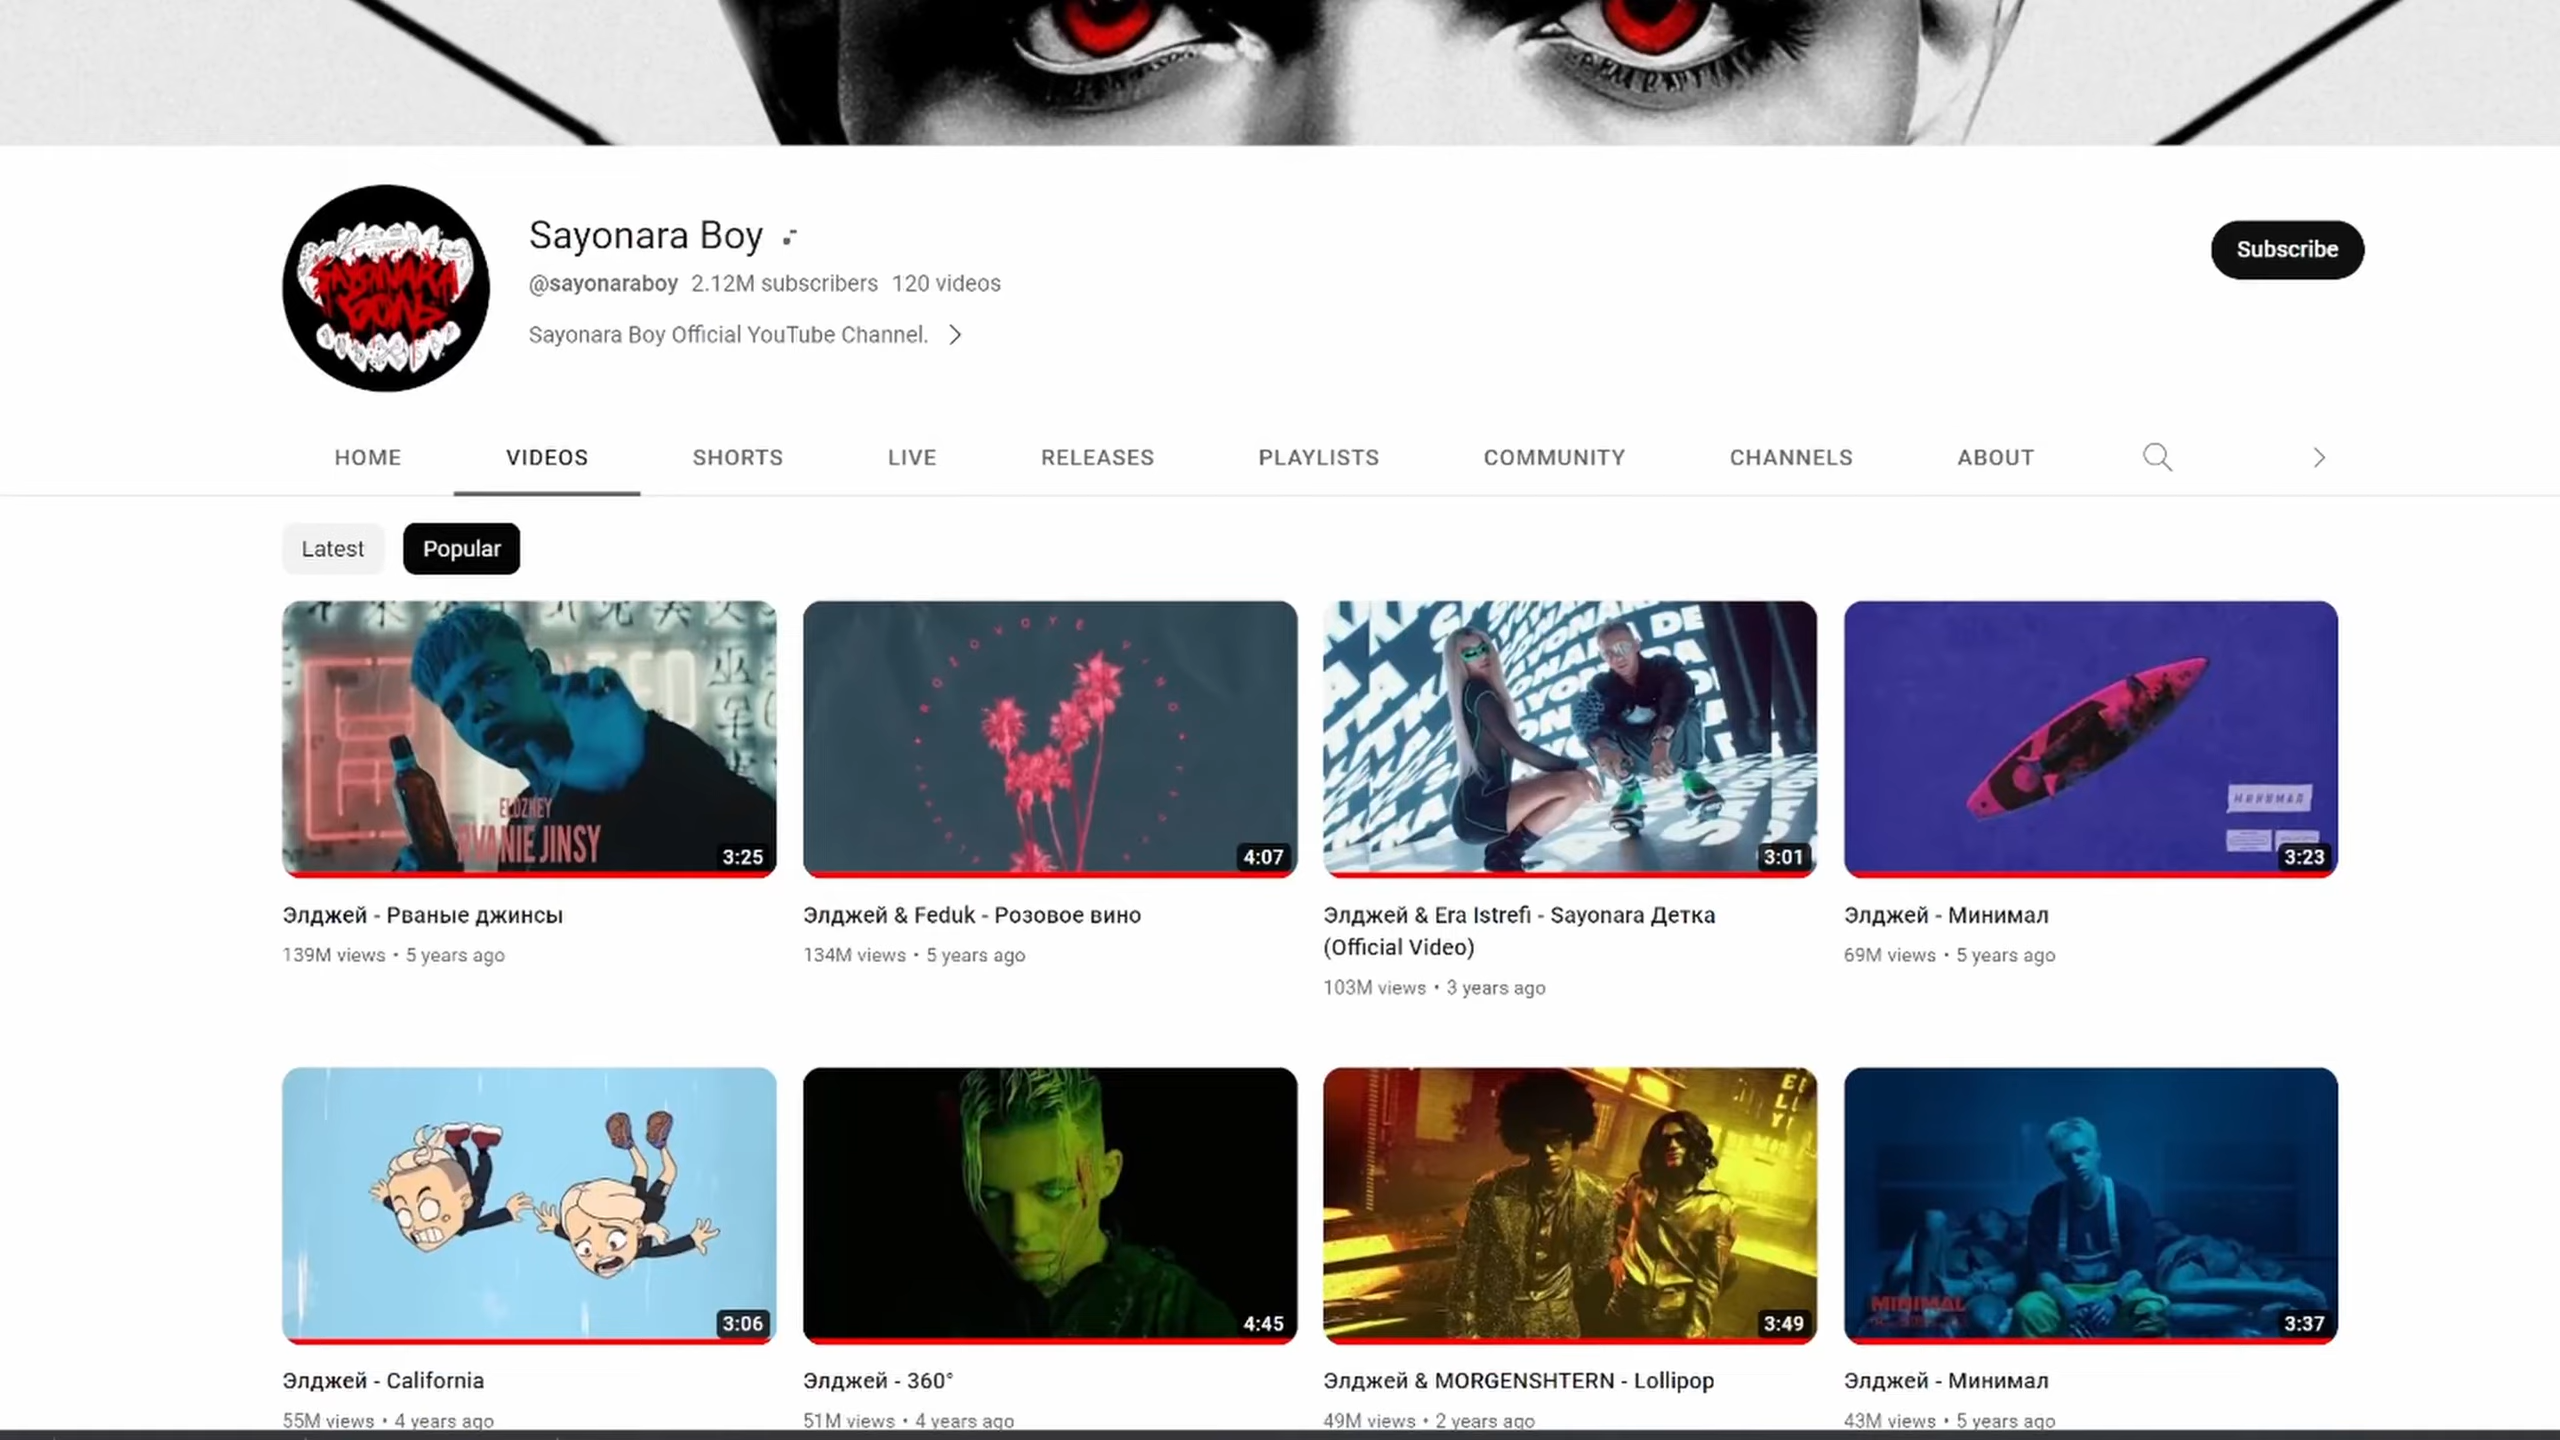 Sayonara Boy
@sayonaraboy 2.12M subscribers 120 videos
Sayonara Boy Official YouTube Channel.
Subscribe
HOME VIDEOS SHORTS LIVE RELEASES PLAYLISTS COMMUNITY CHANNELS ABOUT
Latest Popular
ELDZHEY
RVANIE JINSY
3:25
ROZOVOYE VINO
4:07
3:01
МИНИМАЛ
3:23
Элджей - Рваные джинсы
139M views • 5 years ago
Элджей & Feduk - Розовое вино
134M views • 5 years ago
Элджей & Era Istrefi - Sayonara Детка
(Official Video)
103M views • 3 years ago
Элджей - Минимал
69M views • 5 years ago
3:06
4:45
3:49
MINIMAL
3:37
Элджей - California
55M views • 4 years ago
Элджей - 360°
51M views • 4 years ago
Элджей & MORGENSHTERN - Lollipop
49M views • 2 years ago
Элджей - Минимал
43M views • 5 years ago